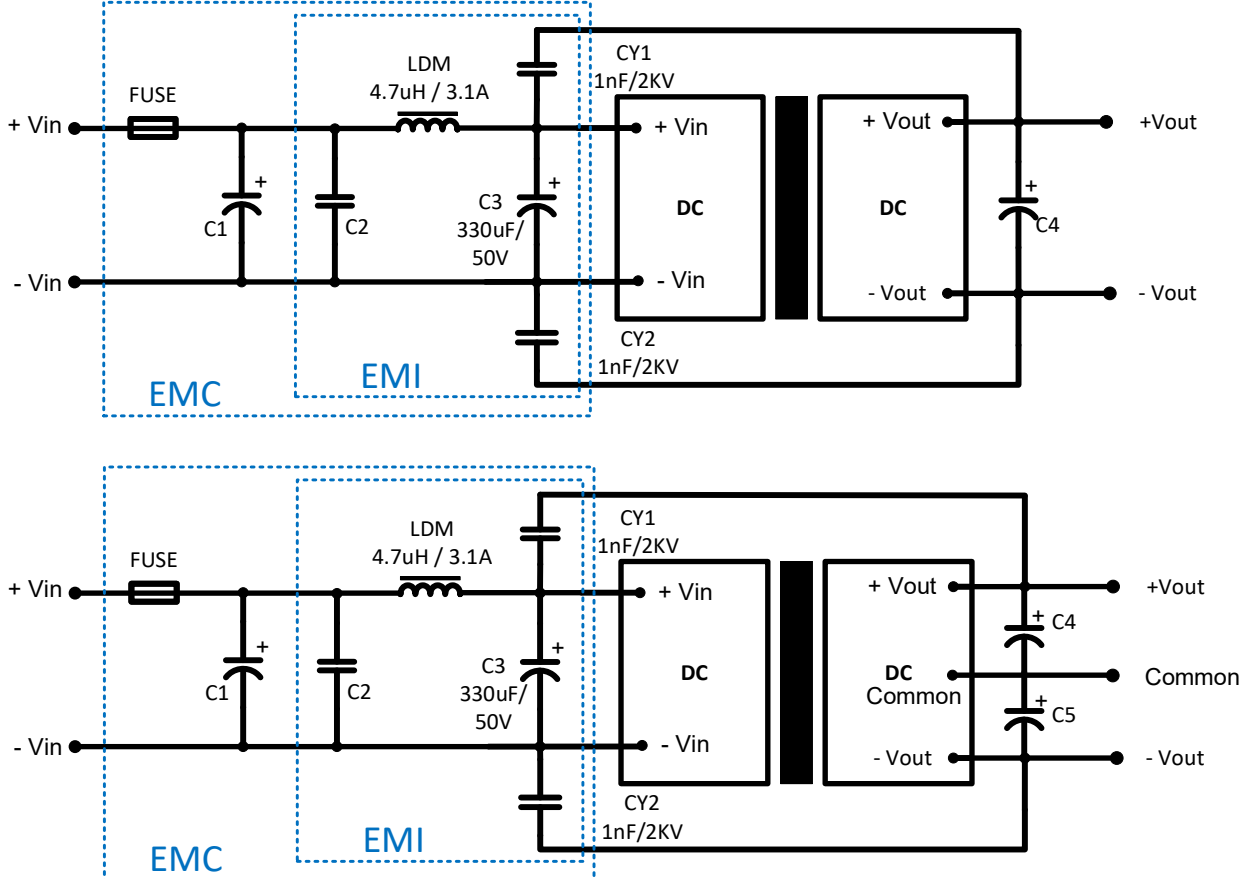 CY1
1nF/2KV
LDM
4.7uH / 3.1A
FUSE
+ Vin
+ Vin
+ Vout
+Vout
+
C1
C2
+
C3
330uF/
50V
DC
DC
+
C4
- Vin
- Vin
- Vout
- Vout
CY2
1nF/2KV
EMI
EMC
CY1
1nF/2KV
LDM
4.7uH / 3.1A
FUSE
+ Vin
+ Vin
+ Vout
+Vout
+
C4
+
C1
C2
+
C3
330uF/
50V
DC
DC
Common
Common
+
C5
- Vin
- Vin
- Vout
- Vout
CY2
1nF/2KV
EMI
EMC